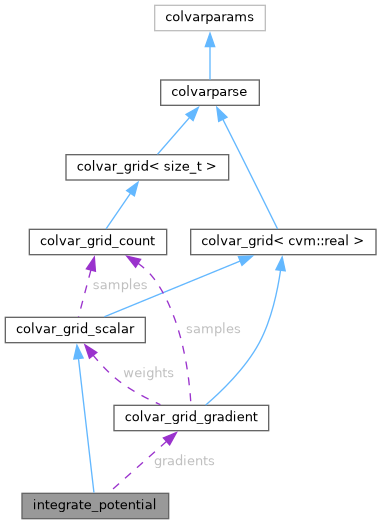 colvarparams
colvarparse
colvar_grid< size_t >
colvar_grid_count
colvar_grid< cvm::real >
samples
samples
colvar_grid_scalar
weights
colvar_grid_gradient
gradients
integrate_potential